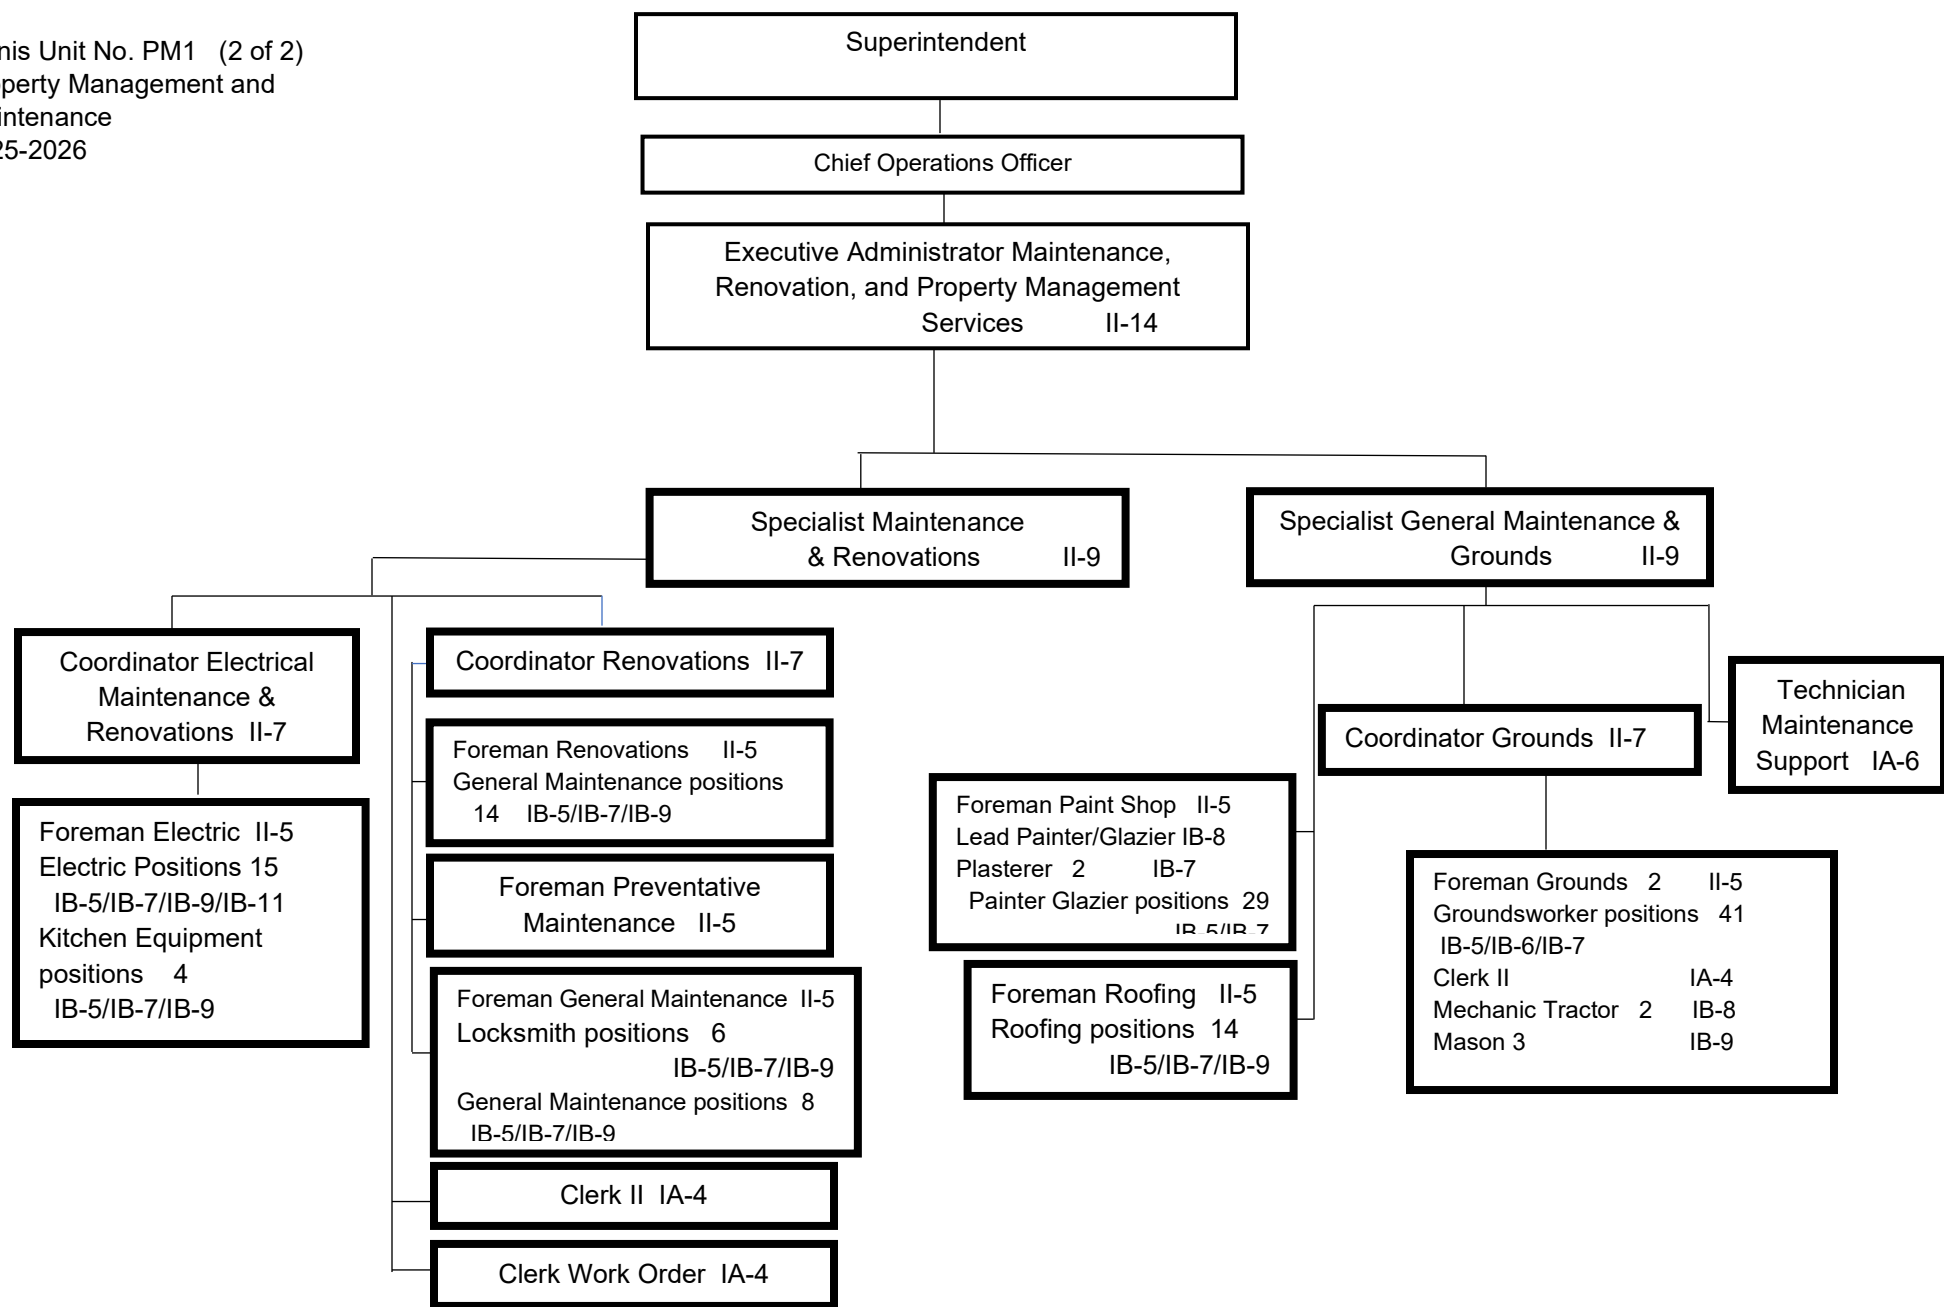 nis Unit No. PM1 (2 of 2)
perty Management and
intenance
25-2026
Superintendent
Chief Operations Officer
Executive Administrator Maintenance,
Renovation, and Property Management
Services II-14
Specialist Maintenance
& Renovations II-9
Specialist General Maintenance &
Grounds II-9
Coordinator Electrical
Maintenance &
Renovations II-7
Foreman Electric II-5
Electric Positions 15
IB-5/IB-7/IB-9/IB-11
Kitchen Equipment
positions 4
IB-5/IB-7/IB-9
Coordinator Renovations II-7
Foreman Renovations II-5
General Maintenance positions
14 IB-5/IB-7/IB-9
Foreman Preventative
Maintenance II-5
Foreman General Maintenance II-5
Locksmith positions 6
IB-5/IB-7/IB-9
General Maintenance positions 8
IB-5/IB-7/IB-9
Clerk II IA-4
Clerk Work Order IA-4
Foreman Paint Shop II-5
Lead Painter/Glazier IB-8
Plasterer 2 IB-7
Painter Glazier positions 29
IB-5/IB-7
Foreman Roofing II-5
Roofing positions 14
IB-5/IB-7/IB-9
Coordinator Grounds II-7
Foreman Grounds 2 II-5
Groundsworker positions 41
IB-5/IB-6/IB-7
Clerk II IA-4
Mechanic Tractor 2 IB-8
Mason 3 IB-9
Technician
Maintenance
Support IA-6